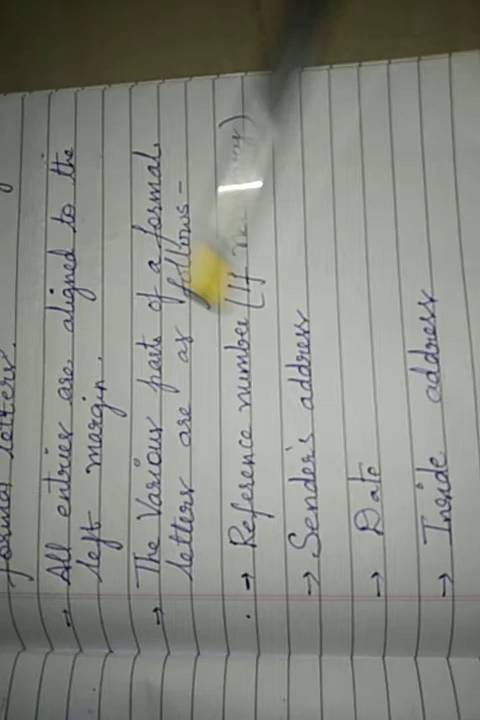 formal letters.
→ All entries are aligned to the
left margin.
→ The Various parts of a formal
letters are as follows-
→ Reference number (If
→ Sender's address
→ Date
→ Inside address